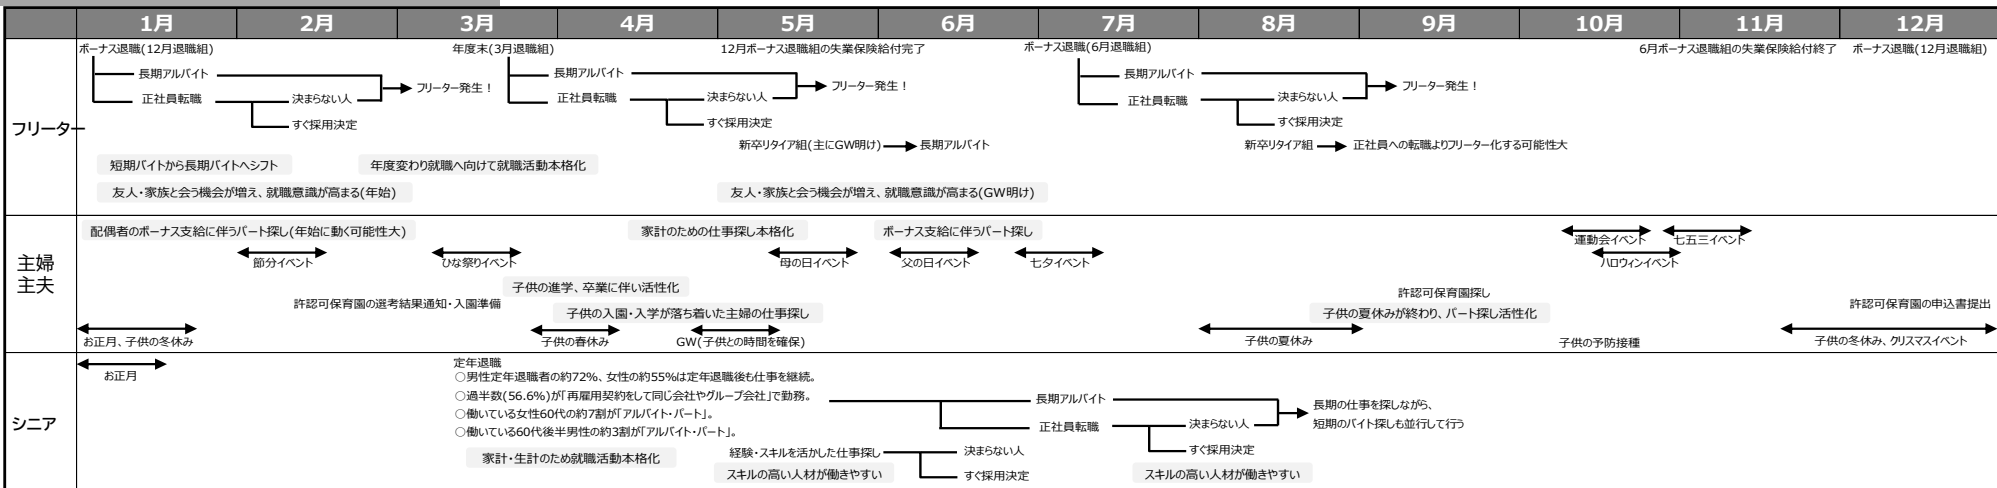 1月 2月 3月 4月 5月 6月 7月 8月 9月 10月 11月 12月
フリーター
ボーナス退職(12月退職組) 年度末(3月退職組) 12月ボーナス退職組の失業保険給付完了 ボーナス退職(6月退職組) 6月ボーナス退職組の失業保険給付終了 ボーナス退職(12月退職組)
長期アルバイト 長期アルバイト 長期アルバイト
フリーター発生！ フリーター発生！ フリーター発生！
正社員転職 決まらない人 正社員転職 決まらない人 正社員転職 決まらない人
すぐ採用決定 すぐ採用決定 すぐ採用決定
新卒リタイア組(主にGW明け) 長期アルバイト 新卒リタイア組 正社員への転職よりフリーター化する可能性大
短期バイトから長期バイトへシフト 年度変わり就職へ向けて就職活動本格化
友人・家族と会う機会が増え、就職意識が高まる(年始) 友人・家族と会う機会が増え、就職意識が高まる(GW明け)
主婦
主夫
配偶者のボーナス支給に伴うパート探し(年始に動く可能性大) 家計のための仕事探し本格化 ボーナス支給に伴うパート探し
運動会イベント 七五三イベント
節分イベント ひな祭りイベント 母の日イベント 父の日イベント 七夕イベント ハロウィンイベント
子供の進学、卒業に伴い活性化
許認可保育園の選考結果通知・入園準備 許認可保育園探し 許認可保育園の申込書提出
子供の入園・入学が落ち着いた主婦の仕事探し 子供の夏休みが終わり、パート探し活性化
お正月、子供の冬休み 子供の春休み GW(子供との時間を確保) 子供の夏休み 子供の予防接種 子供の冬休み、クリスマスイベント
シニア
お正月
定年退職
○男性定年退職者の約72%、女性の約55%は定年退職後も仕事を継続。
○過半数(56.6%)が「再雇用契約をして同じ会社やグループ会社」で勤務。
○働いている女性60代の約7割が「アルバイト・パート」。
○働いている60代後半男性の約3割が「アルバイト・パート」。
長期アルバイト
正社員転職 決まらない人
すぐ採用決定
長期の仕事を探しながら、
短期のバイト探しも並行して行う
家計・生計のため就職活動本格化
経験・スキルを活かした仕事探し 決まらない人
すぐ採用決定
スキルの高い人材が働きやすい スキルの高い人材が働きやすい